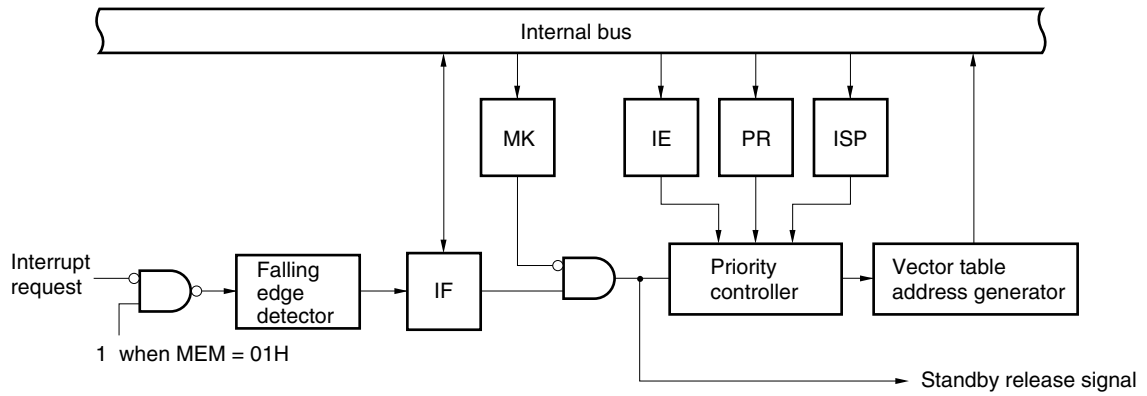 Internal bus
MK
IE
PR
ISP
Interrupt
request
Falling
edge
detector
IF
Priority
controller
Vector table
address generator
1 when MEM = 01H
Standby release signal